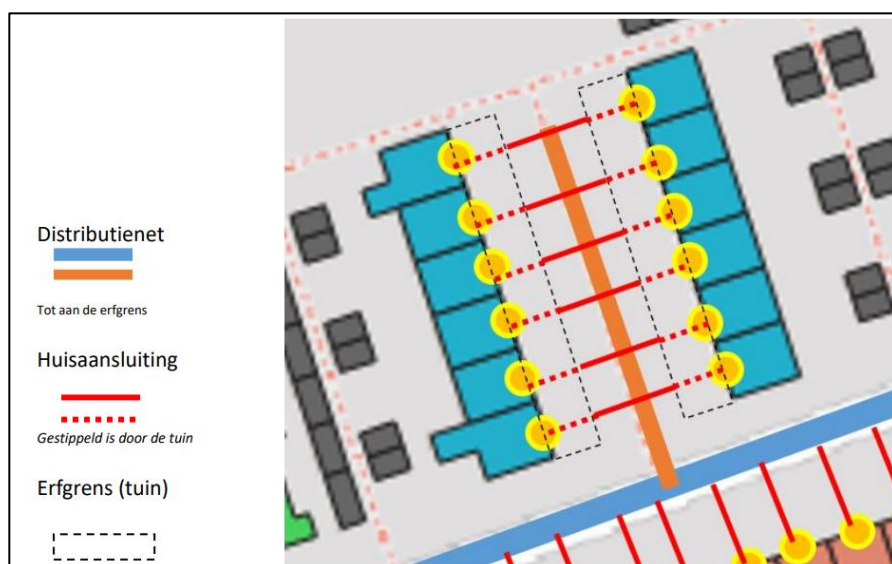 Distributienet
Tot aan de erfgrens
Huisaansluiting
Gestippeld is door de tuin
Erfgrens (tuin)